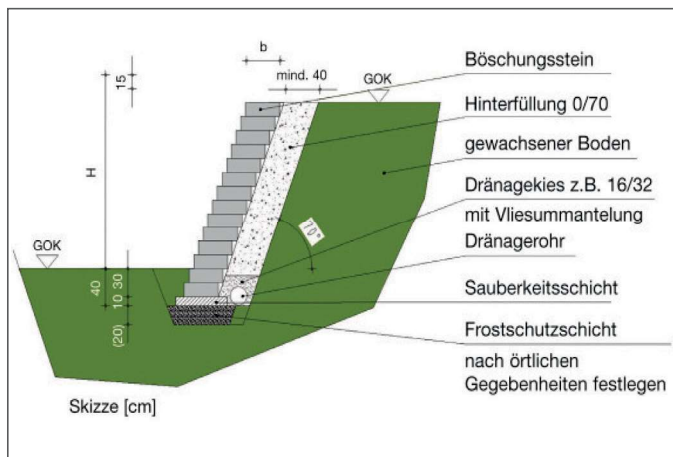 b
mind. 40
GOK
15
H
70°
GOK
40
30
10
(20)
Skizze [cm]
Böschungsstein
Hinterfüllung 0/70
gewachsener Boden
Dränagekies z.B. 16/32
mit Vliesummantelung
Dränagerohr
Sauberkeitsschicht
Frostschutzschicht
nach örtlichen
Gegebenheiten festlegen